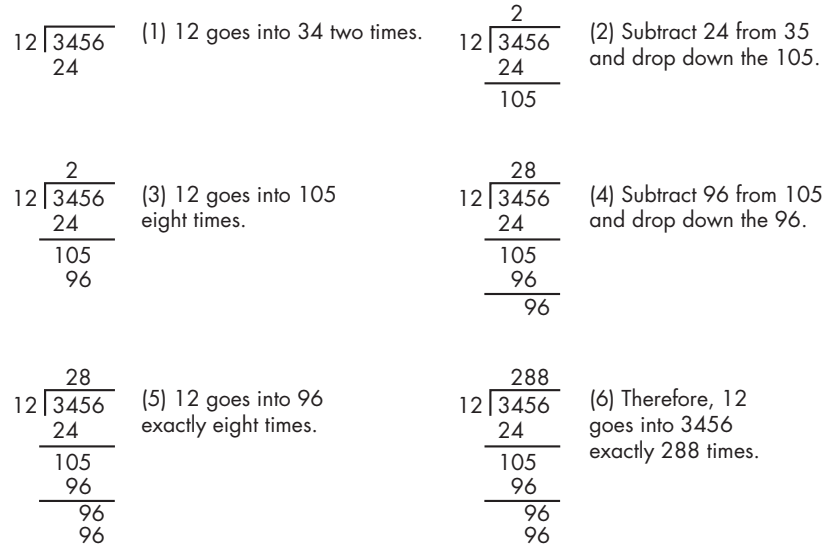 12 3456
24
(1) 12 goes into 34 two times.
2
12 3456
24
105
(2) Subtract 24 from 35
and drop down the 105.
2
12 3456
24
105
96
(3) 12 goes into 105
eight times.
28
12 3456
24
105
96
96
(4) Subtract 96 from 105
and drop down the 96.
28
12 3456
24
105
96
96
96
(5) 12 goes into 96
exactly eight times.
288
12 3456
24
105
96
96
96
(6) Therefore, 12
goes into 3456
exactly 288 times.